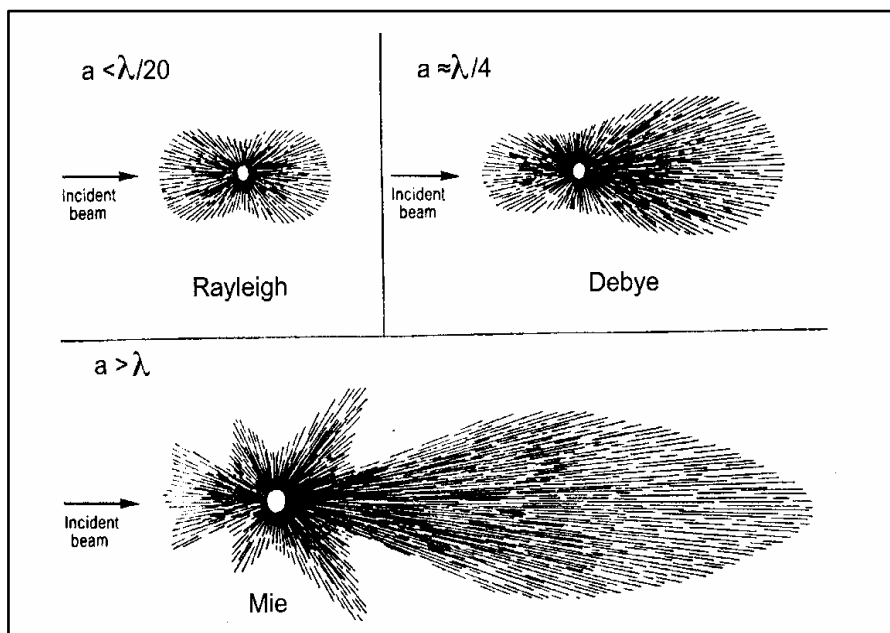 a < λ/20
Incident
beam
Rayleigh
a ≈ λ/4
Incident
beam
Debye
a > λ
Incident
beam
Mie